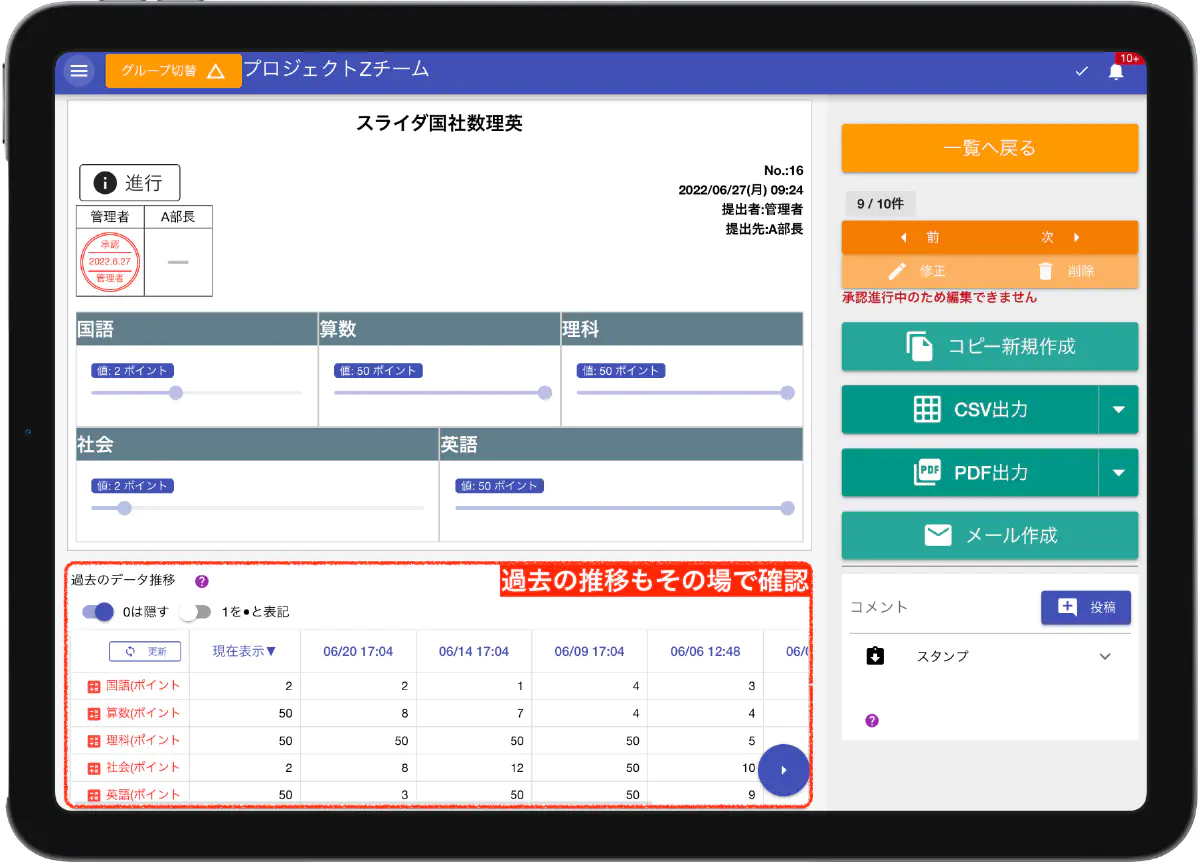 グループ切替
プロジェクトZチーム
10+
スライダ国社数理英
進行
No.:16
2022/06/27(月) 09:24
提出者:管理者
提出先:A部長
管理者 A部長
承認
2022.6.27
管理者
国語 算数 理科
値: 2 ポイント 値: 50 ポイント 値: 50 ポイント
社会 英語
値: 2 ポイント 値: 50 ポイント
過去のデータ推移 ?
過去の推移もその場で確認
0は隠す 1を●と表記
更新 現在表示▼ 06/20 17:04 06/14 17:04 06/09 17:04 06/06 12:48
国語(ポイント 2 2 1 4 3
算数(ポイント 50 8 7 4 4
理科(ポイント 50 50 50 50 5
社会(ポイント 2 8 12 50 10
英語(ポイント 50 3 50 50 9
一覧へ戻る
9 / 10件
前 次
修正 削除
承認進行中のため編集できません
コピー新規作成
CSV出力
PDF PDF出力
メール作成
コメント 投稿
スタンプ
?